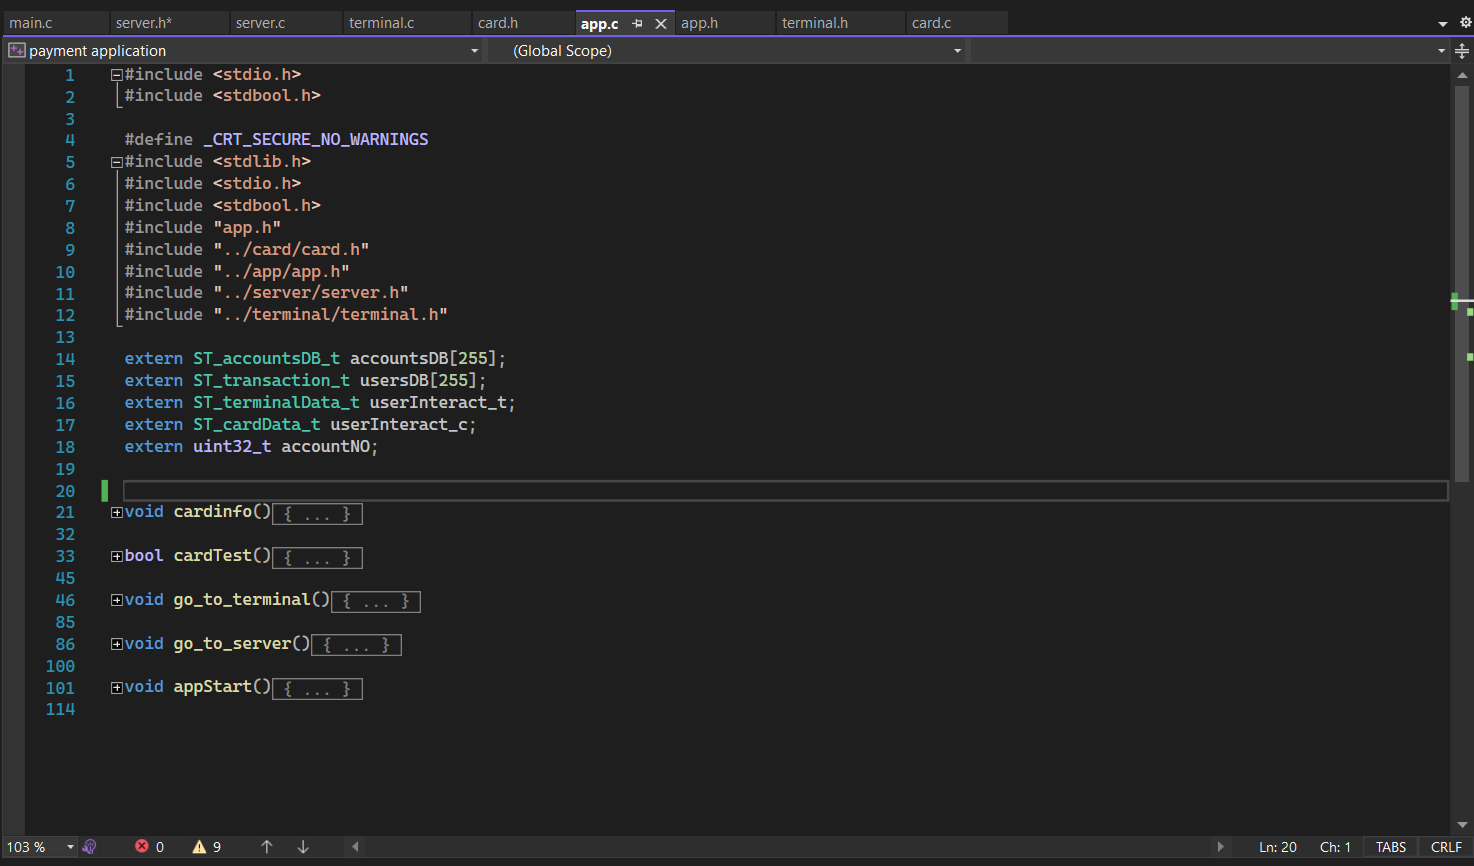 main.c server.h* server.c terminal.c card.h app.c app.h terminal.h card.c
payment application (Global Scope)
1 #include <stdio.h>
2 #include <stdbool.h>
3
4 #define _CRT_SECURE_NO_WARNINGS
5 #include <stdlib.h>
6 #include <stdio.h>
7 #include <stdbool.h>
8 #include "app.h"
9 #include "../card/card.h"
10 #include "../app/app.h"
11 #include "../server/server.h"
12 #include "../terminal/terminal.h"
13
14 extern ST_accountsDB_t accountsDB[255];
15 extern ST_transaction_t usersDB[255];
16 extern ST_terminalData_t userInteract_t;
17 extern ST_cardData_t userInteract_c;
18 extern uint32_t accountNO;
19
20
21 void cardinfo(){ ... }
32
33 bool cardTest(){ ... }
45
46 void go_to_terminal(){ ... }
85
86 void go_to_server(){ ... }
100
101 void appStart(){ ... }
114
103 % 0 9 Ln: 20 Ch: 1 TABS CRLF